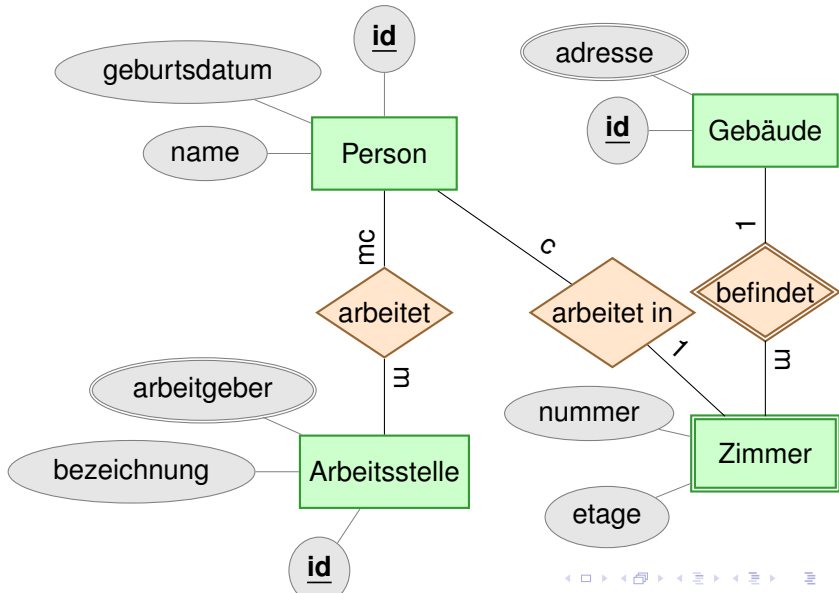 id
geburtsdatum
adresse
id
Gebäude
name
Person
mc
c
1
arbeitet
arbeitet in
befindet
m
1
m
arbeitgeber
nummer
bezeichnung
Arbeitsstelle
Zimmer
etage
id